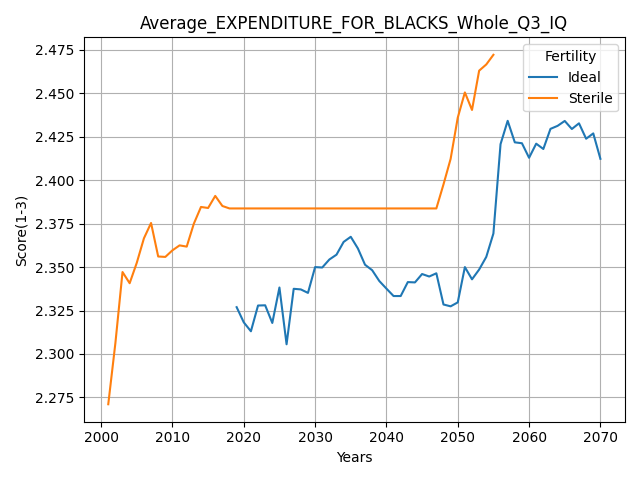 Average_EXPENDITURE_FOR_BLACKS_Whole_Q3_IQ
Score(1-3)
2.475
2.450
2.425
2.400
2.375
2.350
2.325
2.300
2.275
Fertility
Ideal
Sterile
2000 2010 2020 2030 2040 2050 2060 2070
Years